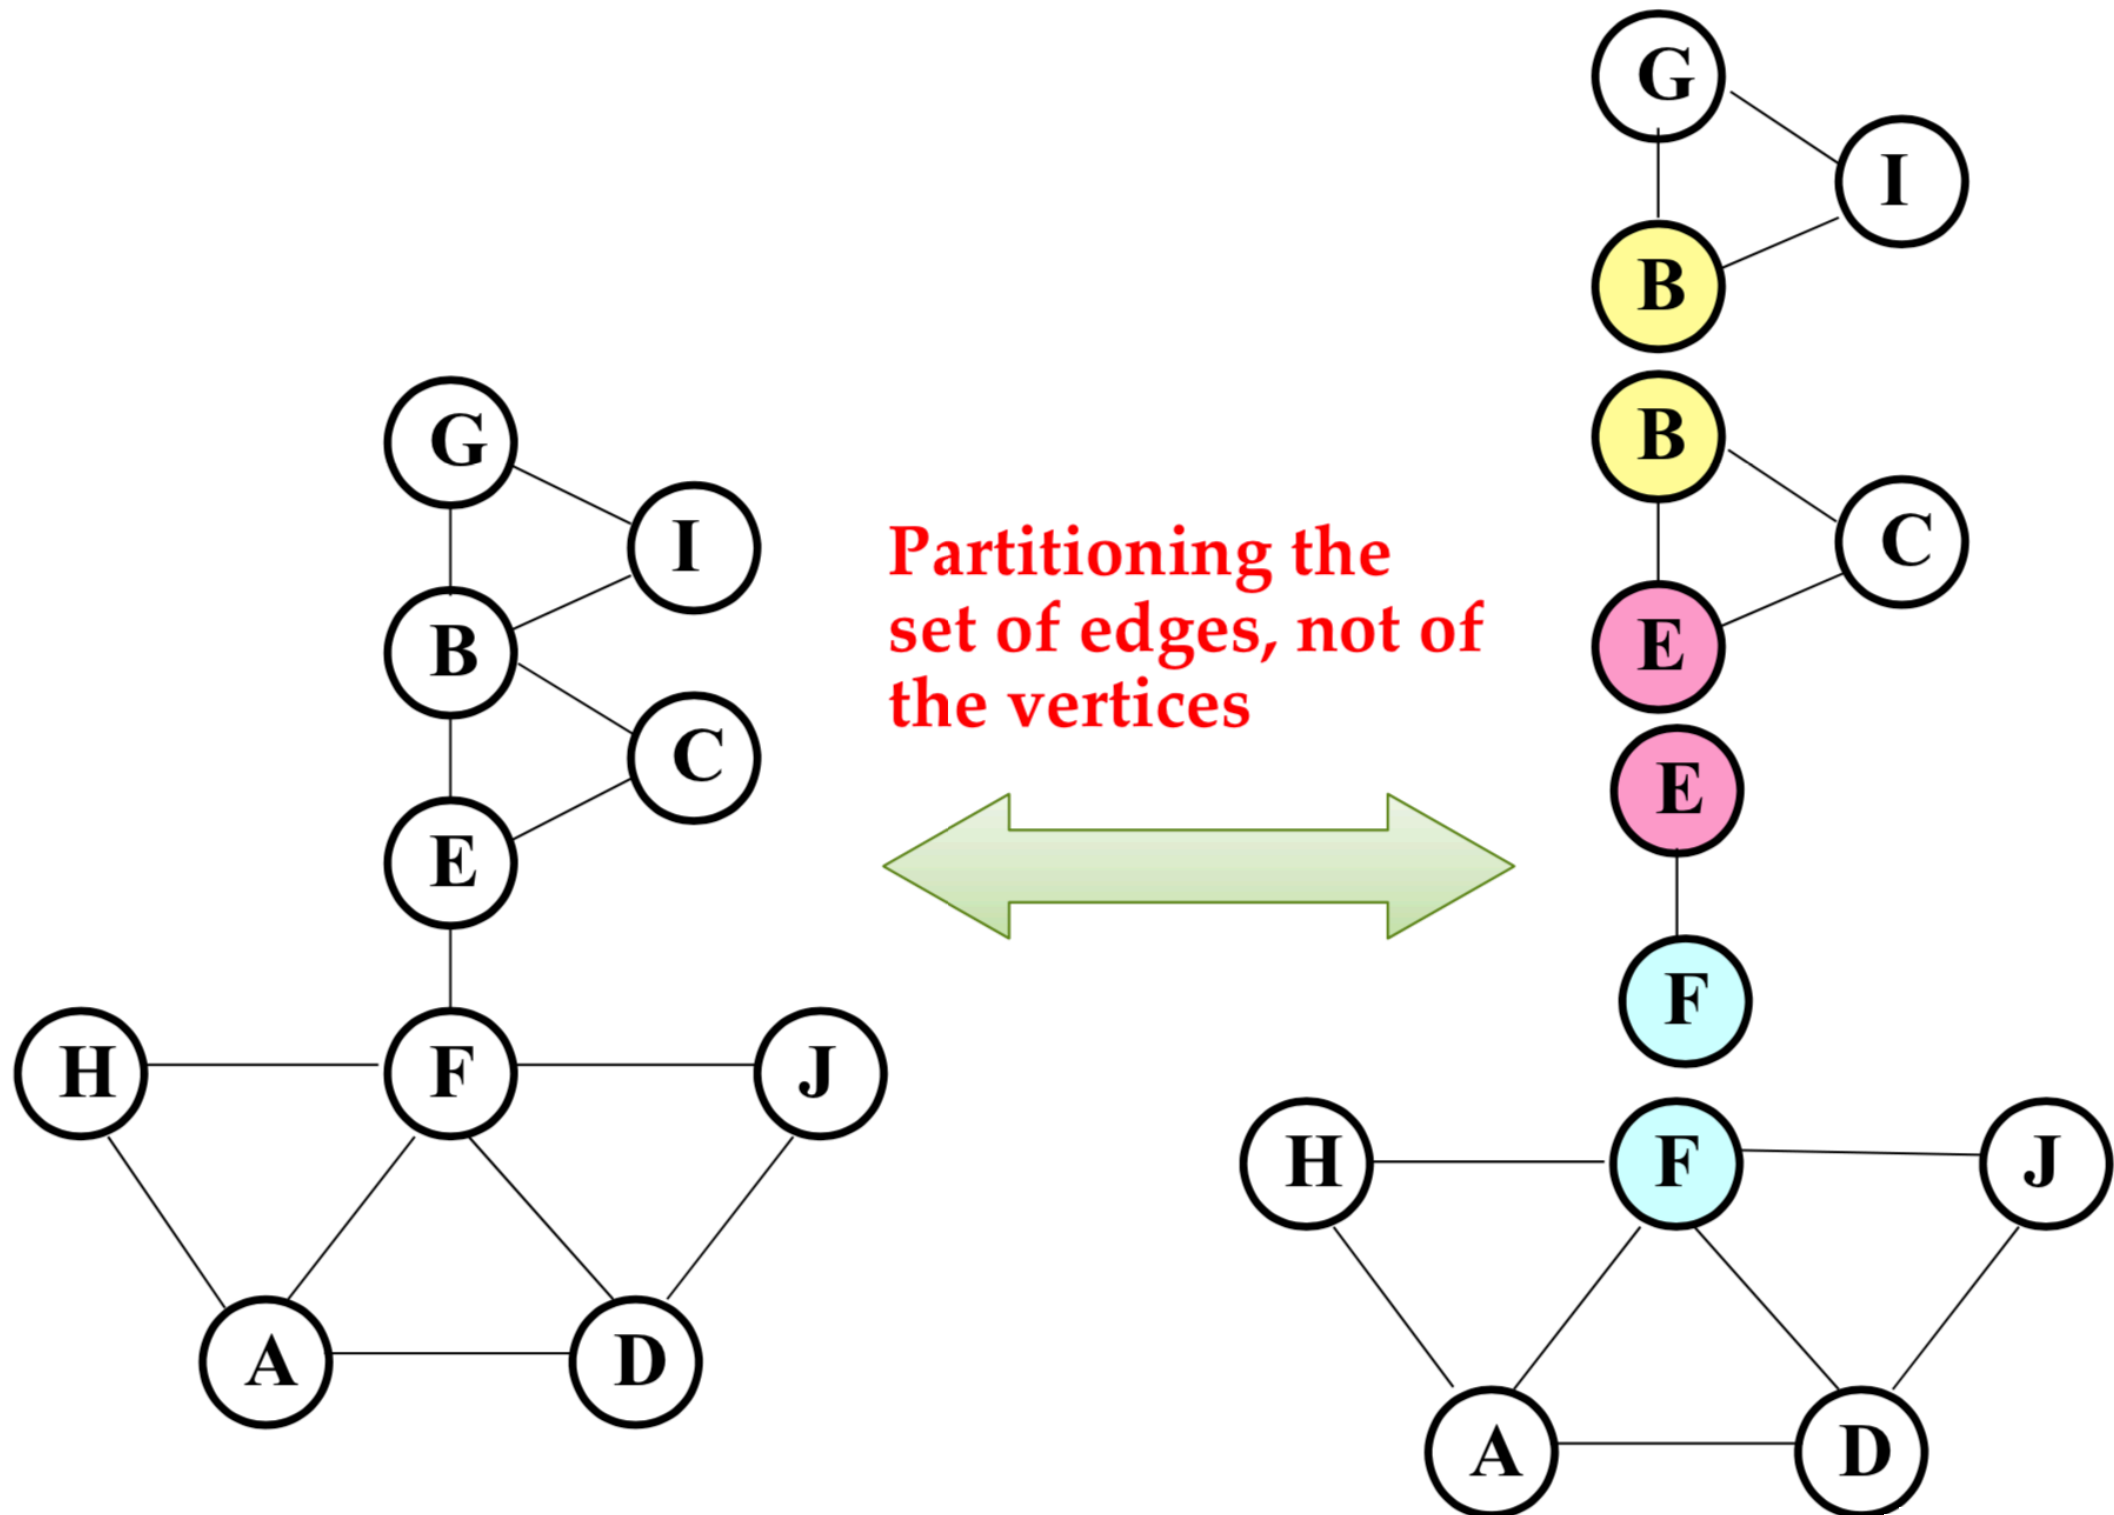 G
I
B
C
E
H F J
A D
Partitioning the
set of edges, not of
the vertices
G
I
B
B
C
E
E
F
H F J
A D